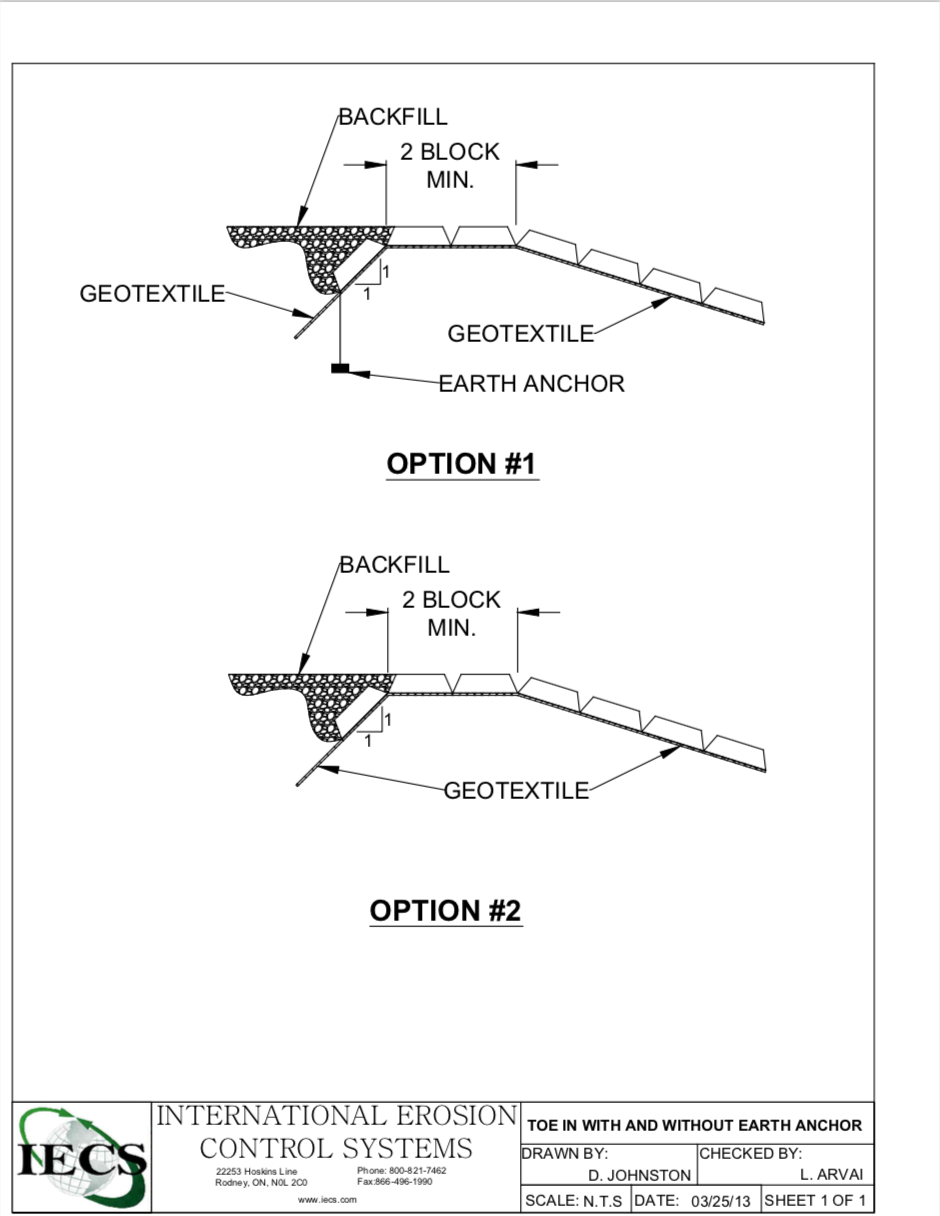 BACKFILL
2 BLOCK
MIN.
1
1
GEOTEXTILE
GEOTEXTILE
EARTH ANCHOR
OPTION #1
BACKFILL
2 BLOCK
MIN.
1
1
GEOTEXTILE
OPTION #2
IECS
INTERNATIONAL EROSION
CONTROL SYSTEMS
22253 Hoskins Line
Rodney, ON, N0L 2C0
Phone: 800-821-7462
Fax:866-496-1990
www.iecs.com
TOE IN WITH AND WITHOUT EARTH ANCHOR
DRAWN BY:
D. JOHNSTON
CHECKED BY:
L. ARVAI
SCALE: N.T.S
DATE: 03/25/13
SHEET 1 OF 1